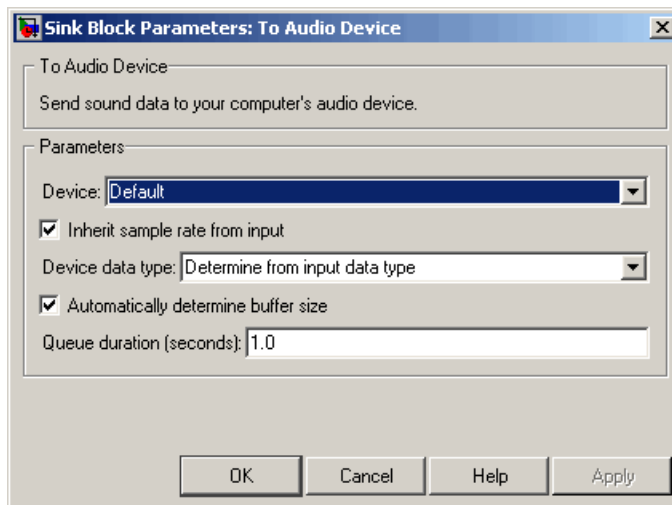 Sink Block Parameters: To Audio Device
To Audio Device
Send sound data to your computer's audio device.
Parameters
Device: Default
Inherit sample rate from input
Device data type: Determine from input data type
Automatically determine buffer size
Queue duration (seconds): 1.0
OK Cancel Help Apply